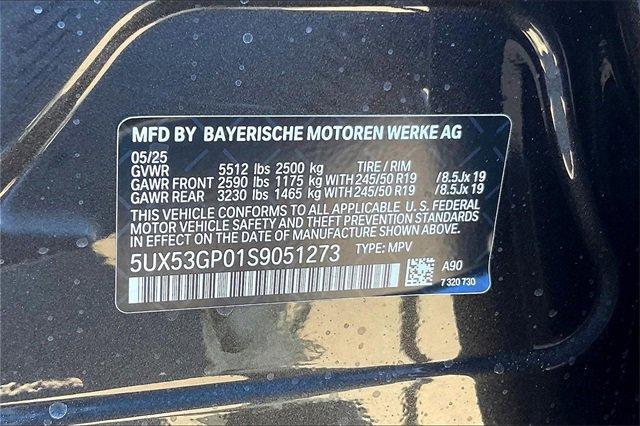 MFD BY BAYERISCHE MOTOREN WERKE AG
05/25
GVWR 5512 lbs 2500 kg TIRE / RIM
GAWR FRONT 2590 lbs 1175 kg WITH 245/50 R19 /8.5Jx 19
GAWR REAR 3230 lbs 1465 kg WITH 245/50 R19 /8.5Jx 19
THIS VEHICLE CONFORMS TO ALL APPLICABLE U. S. FEDERAL
MOTOR VEHICLE SAFETY AND THEFT PREVENTION STANDARDS
IN EFFECT ON THE DATE OF MANUFACTURE SHOWN ABOVE.
5UX53GP01S9051273 TYPE: MPV
A90
7 320 730